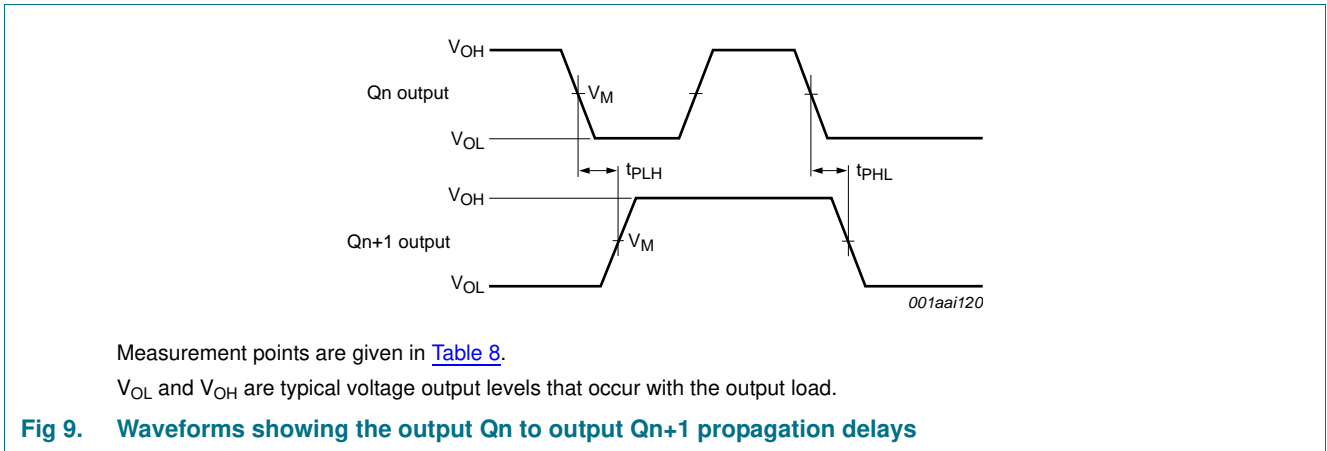 VOH
Qn output
VM
VOL
tPLH
tPHL
VOH
Qn+1 output
VM
VOL
001aai120
Measurement points are given in Table 8.
VOL and VOH are typical voltage output levels that occur with the output load.
Fig 9. Waveforms showing the output Qn to output Qn+1 propagation delays